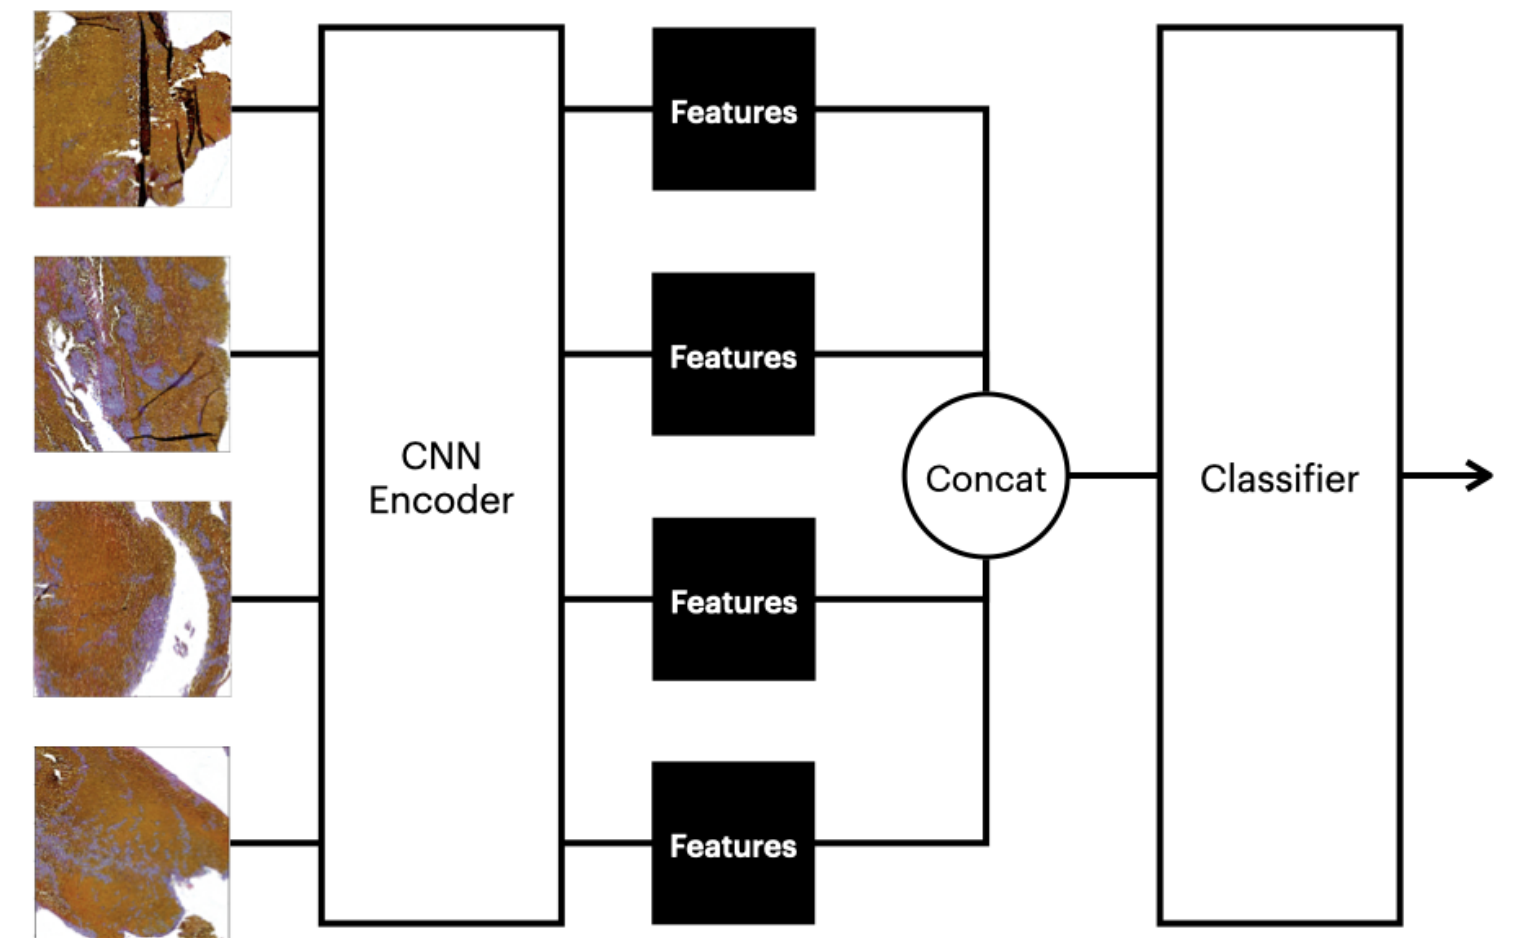 Features
Features
CNN
Encoder
Concat
Classifier
Features
Features